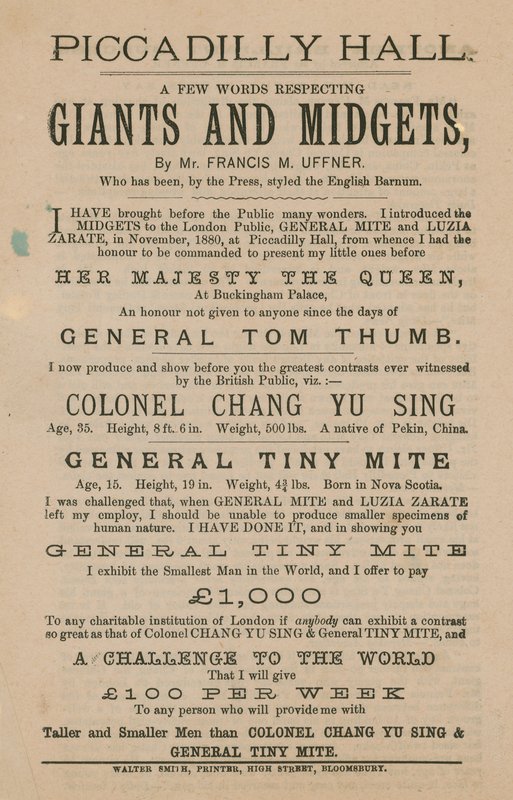 PICCADILLY HALL.
A FEW WORDS RESPECTING
GIANTS AND MIDGETS,
By Mr. FRANCIS M. UFFNER.
Who has been, by the Press, styled the English Barnum.
I HAVE brought before the Public many wonders. I introduced the
MIDGETS to the London Public, GENERAL MITE and LUZIA
ZARATE, in November, 1880, at Piccadilly Hall, from whence I had the
honour to be commanded to present my little ones before
HER MAJESTY THE QUEEN,
At Buckingham Palace,
An honour not given to anyone since the days of
GENERAL TOM THUMB.
I now produce and show before you the greatest contrasts ever witnessed
by the British Public, viz. :—
COLONEL CHANG YU SING
Age, 35. Height, 8 ft. 6 in. Weight, 500 lbs. A native of Pekin, China.
GENERAL TINY MITE
Age, 15. Height, 19 in. Weight, 4¾ lbs. Born in Nova Scotia.
I was challenged that, when GENERAL MITE and LUZIA ZARATE
left my employ, I should be unable to produce smaller specimens of
human nature. I HAVE DONE IT, and in showing you
GENERAL TINY MITE
I exhibit the Smallest Man in the World, and I offer to pay
£1,000
To any charitable institution of London if anybody can exhibit a contrast
so great as that of Colonel CHANG YU SING & General TINY MITE, and
A CHALLENGE TO THE WORLD
That I will give
£100 PER WEEK
To any person who will provide me with
Taller and Smaller Men than COLONEL CHANG YU SING &
GENERAL TINY MITE.
WALTER SMITH, PRINTER, HIGH STREET, BLOOMSBURY.